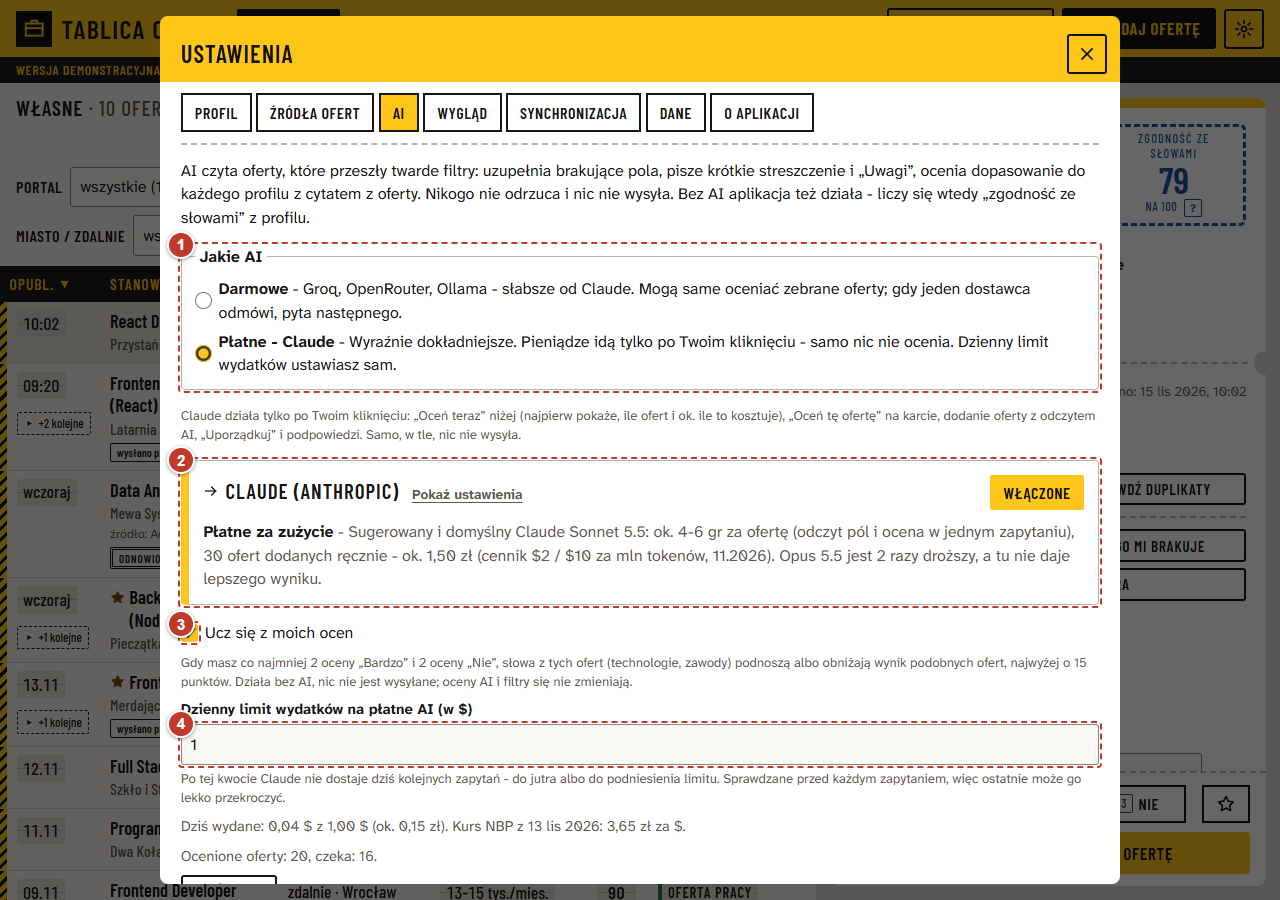 TABLICA
DAJ OFERTĘ
WERSJA DEMONSTRACYJNA
WŁASNE · 10 OFER
PORTAL
wszystkie (1
MIASTO / ZDALNIE
ws
OPUBL. ▼
STANOW
10:02
React D
Przystań
09:20
Frontend
(React)
+2 kolejne
Latarnia
wysłano p
wczoraj
Data An
Mewa Sys
źródło: Ad
ODNOWIO
wczoraj
Back
(Nod
+1 kolejne
Pieczątka
13.11
Front
Merdając
+1 kolejne
wysłano p
12.11
Full Sta
Szkło i St
11.11
Program
Dwa Koła
09.11
Frontend Developer
zdalnie · Wrocław
13-15 tys./mies.
90
OFERTA PRACY
USTAWIENIA
PROFIL
ŹRÓDŁA OFERT
AI
WYGLĄD
SYNCHRONIZACJA
DANE
O APLIKACJI
AI czyta oferty, które przeszły twarde filtry: uzupełnia brakujące pola, pisze krótkie streszczenie i „Uwagi”, ocenia dopasowanie do
każdego profilu z cytatem z oferty. Nikogo nie odrzuca i nic nie wysyła. Bez AI aplikacja też działa - liczy się wtedy „zgodność ze
słowami” z profilu.
1
Jakie AI
Darmowe - Groq, OpenRouter, Ollama - słabsze od Claude. Mogą same oceniać zebrane oferty; gdy jeden dostawca
odmówi, pyta następnego.
Płatne - Claude - Wyraźnie dokładniejsze. Pieniądze idą tylko po Twoim kliknięciu - samo nic nie ocenia. Dzienny limit
wydatków ustawiasz sam.
Claude działa tylko po Twoim kliknięciu: „Oceń teraz” niżej (najpierw pokaże, ile ofert i ok. ile to kosztuje), „Oceń tę ofertę” na karcie, dodanie oferty z odczytem
AI, „Uporządkuj” i podpowiedzi. Samo, w tle, nic nie wysyła.
2
→ CLAUDE (ANTHROPIC)
Pokaż ustawienia
WŁĄCZONE
Płatne za zużycie - Sugerowany i domyślny Claude Sonnet 5.5: ok. 4-6 gr za ofertę (odczyt pól i ocena w jednym zapytaniu),
30 ofert dodanych ręcznie - ok. 1,50 zł (cennik $2 / $10 za mln tokenów, 11.2026). Opus 5.5 jest 2 razy droższy, a tu nie daje
lepszego wyniku.
3
Ucz się z moich ocen
Gdy masz co najmniej 2 oceny „Bardzo” i 2 oceny „Nie”, słowa z tych ofert (technologie, zawody) podnoszą albo obniżają wynik podobnych ofert, najwyżej o 15
punktów. Działa bez AI, nic nie jest wysyłane; oceny AI i filtry się nie zmieniają.
Dzienny limit wydatków na płatne AI (w $)
4
1
Po tej kwocie Claude nie dostaje dziś kolejnych zapytań - do jutra albo do podniesienia limitu. Sprawdzane przed każdym zapytaniem, więc ostatnie może go
lekko przekroczyć.
Dziś wydane: 0,04 $ z 1,00 $ (ok. 0,15 zł). Kurs NBP z 13 lis 2026: 3,65 zł za $.
Ocenione oferty: 20, czeka: 16.
ZGODNOŚĆ ZE
SŁOWAMI
79
NA 100 ?
no: 15 lis 2026, 10:02
WDŹ DUPLIKATY
O MI BRAKUJE
RA
3 NIE
OFERTĘ